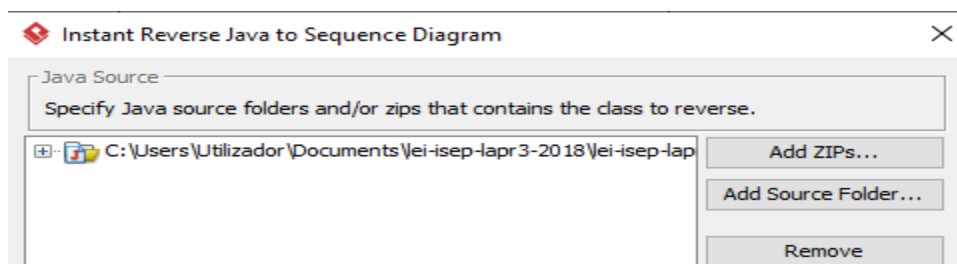 Instant Reverse Java to Sequence Diagram
Java Source
Specify Java source folders and/or zips that contains the class to reverse.
C:\Users\Utilizador\Documents\lei-isep-lapr3-2018\lei-isep-lap
Add ZIPs...
Add Source Folder...
Remove